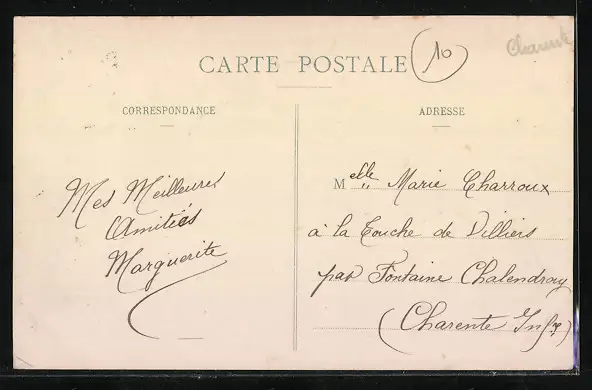 CARTE POSTALE
10
Charente
CORRESPONDANCE
Mes Meilleures
Amitiés
Marguerite
ADRESSE
Melle Marie Charroux
à la Touche de Villiers
par Fontaine Chalendray
(Charente Infre)